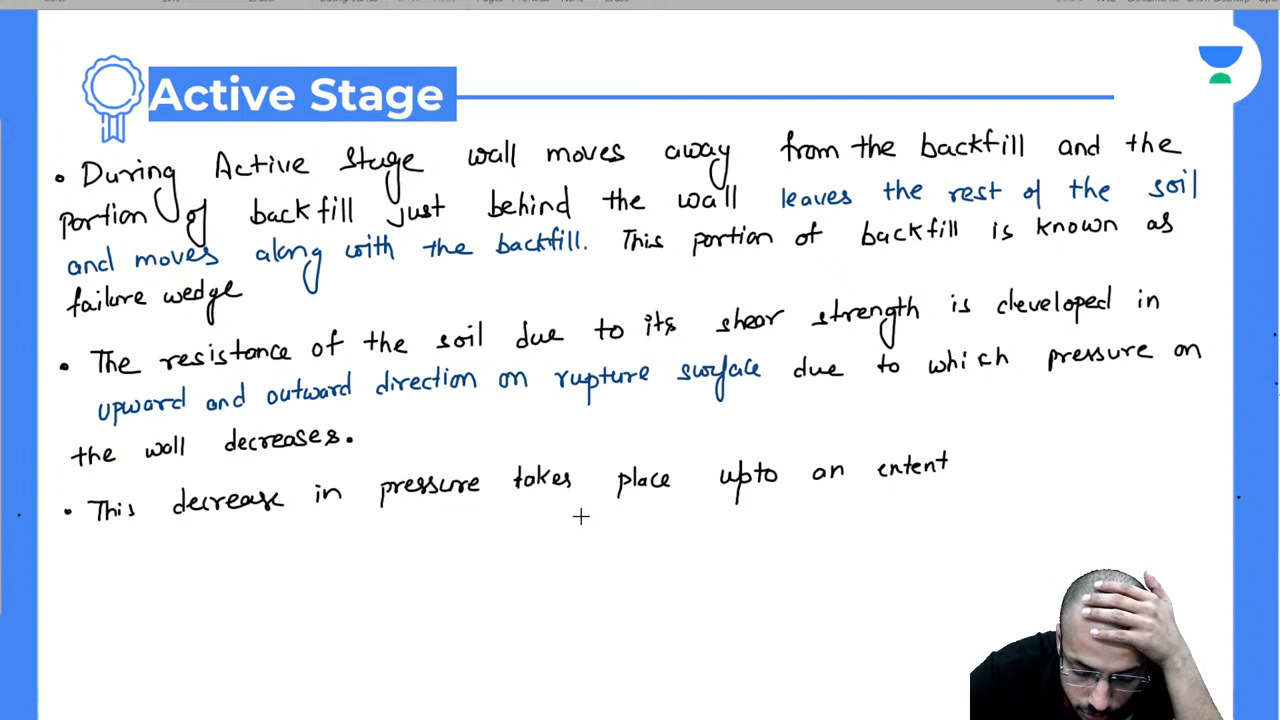 Active Stage
• During Active stage wall moves away from the backfill and the
portion of backfill just behind the wall leaves the rest of the soil
and moves along with the backfill. This portion of backfill is known as
failure wedge
• The resistance of the soil due to its shear strength is developed in
upward and outward direction on rupture surface due to which pressure on
the wall decreases.
• This decrease in pressure takes place upto an extent